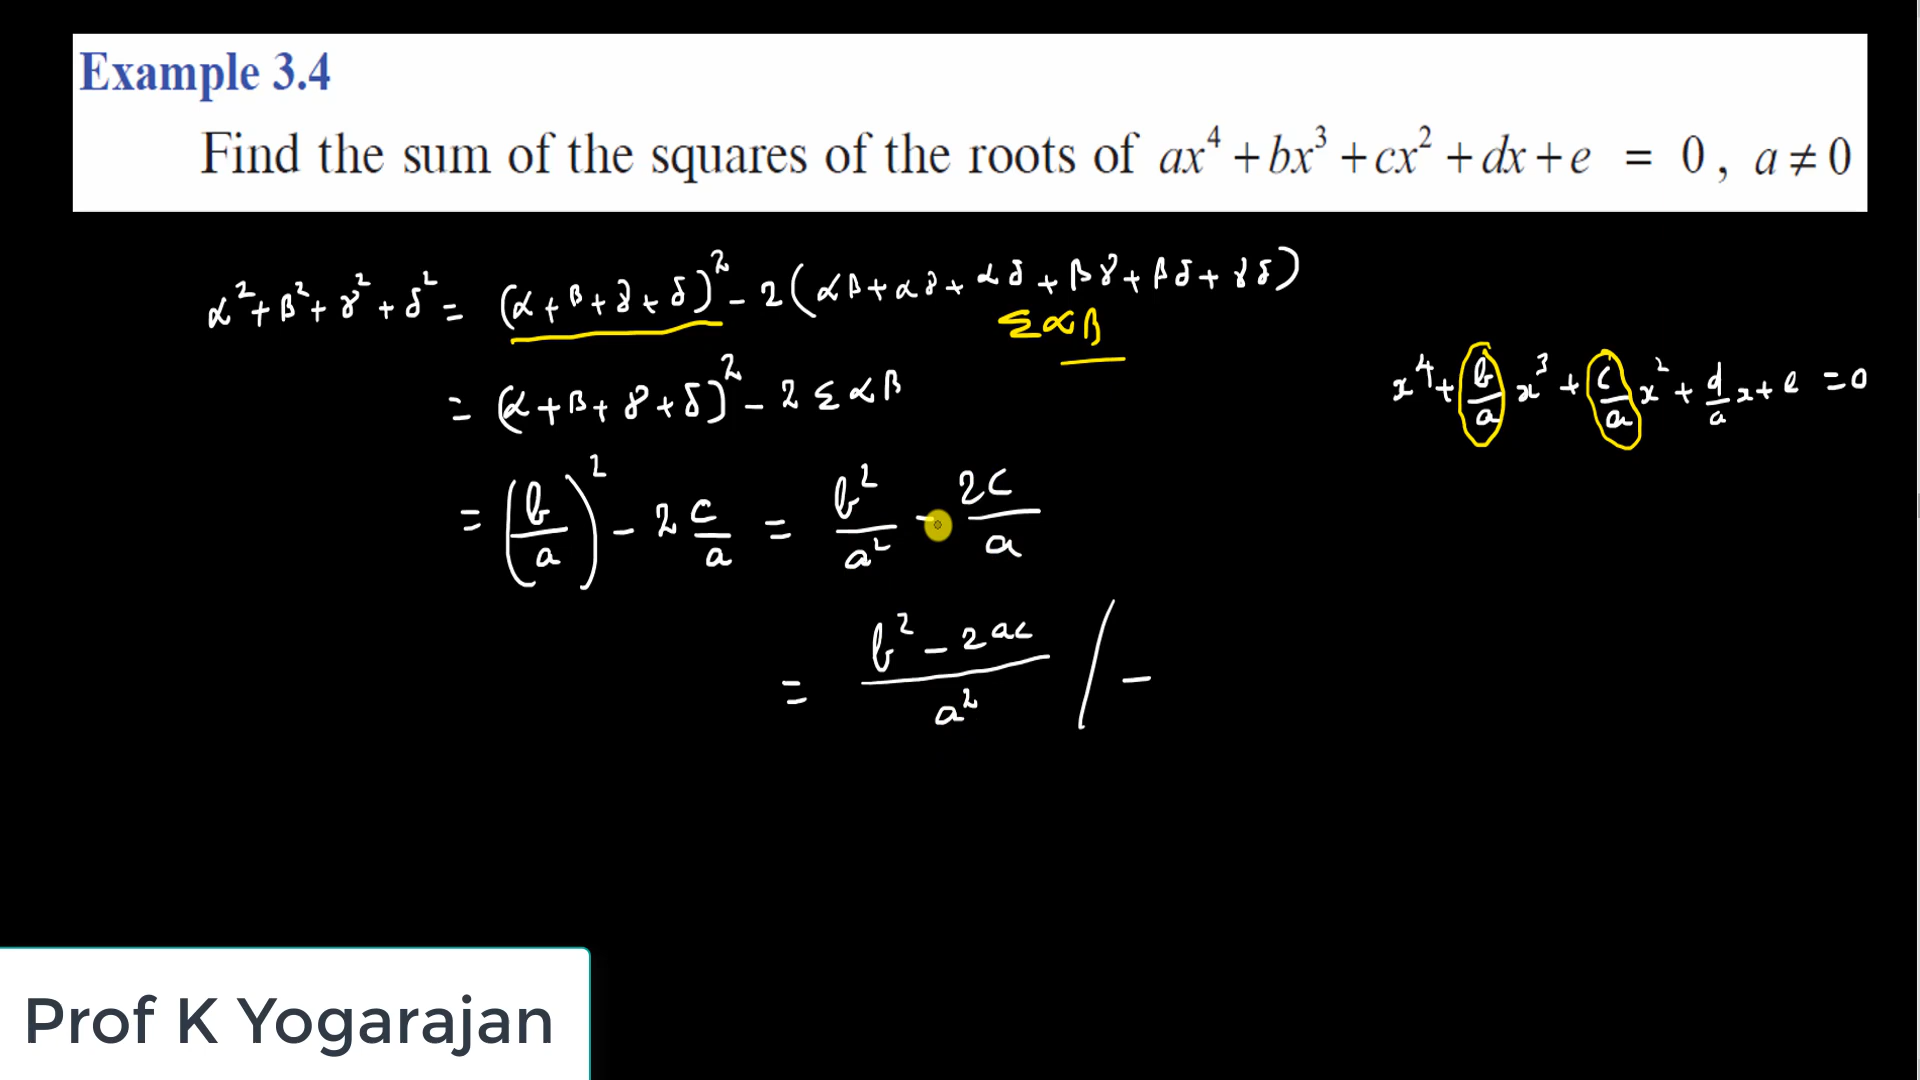 Example 3.4
Find the sum of the squares of the roots of ax⁴ + bx³ + cx² + dx + e = 0, a ≠ 0
α² + β² + γ² + δ² = (α + β + γ + δ)² - 2(αβ + αγ + αδ + βγ + βδ + γδ)
Σαβ
= (α + β + γ + δ)² - 2 Σαβ
x⁴ + b/a x³ + c/a x² + d/a x + e = 0
= (b/a)² - 2 c/a = b²/a² - 2c/a
= b² - 2ac / a² / -
Prof K Yogarajan